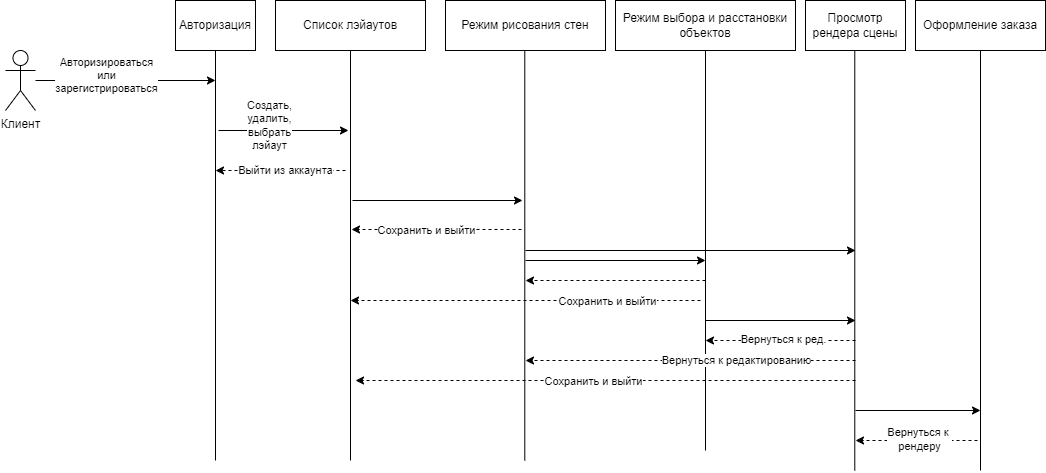 Авторизация
Список лэйаутов
Режим рисования стен
Режим выбора и расстановки
объектов
Просмотр
рендера сцены
Оформление заказа
Авторизироваться
или
зарегистрироваться
Клиент
Создать,
удалить,
выбрать
лэйаут
Выйти из аккаунта
Сохранить и выйти
Сохранить и выйти
Вернуться к ред.
Вернуться к редактированию
Сохранить и выйти
Вернуться к
рендеру